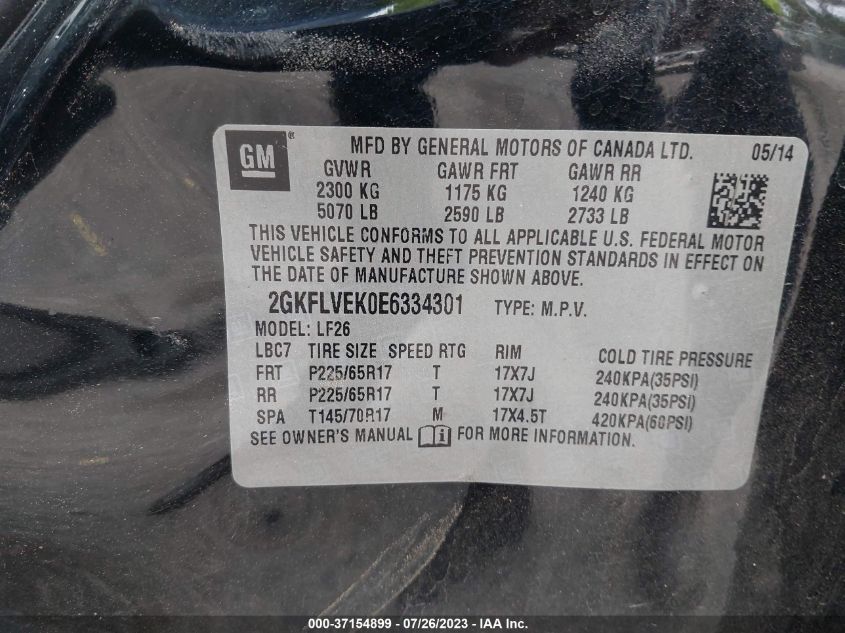 GM ® MFD BY GENERAL MOTORS OF CANADA LTD. 05/14
GVWR GAWR FRT GAWR RR
2300 KG 1175 KG 1240 KG
5070 LB 2590 LB 2733 LB
THIS VEHICLE CONFORMS TO ALL APPLICABLE U.S. FEDERAL MOTOR
VEHICLE SAFETY AND THEFT PREVENTION STANDARDS IN EFFECT ON
THE DATE OF MANUFACTURE SHOWN ABOVE.
2GKFLVEK0E6334301 TYPE: M.P.V.
MODEL: LF26
LBC7 TIRE SIZE SPEED RTG RIM COLD TIRE PRESSURE
FRT P225/65R17 T 17X7J 240KPA(35PSI)
RR P225/65R17 T 17X7J 240KPA(35PSI)
SPA T145/70R17 M 17X4.5T 420KPA(60PSI)
SEE OWNER'S MANUAL FOR MORE INFORMATION.
000-37154899 - 07/26/2023 - IAA Inc.